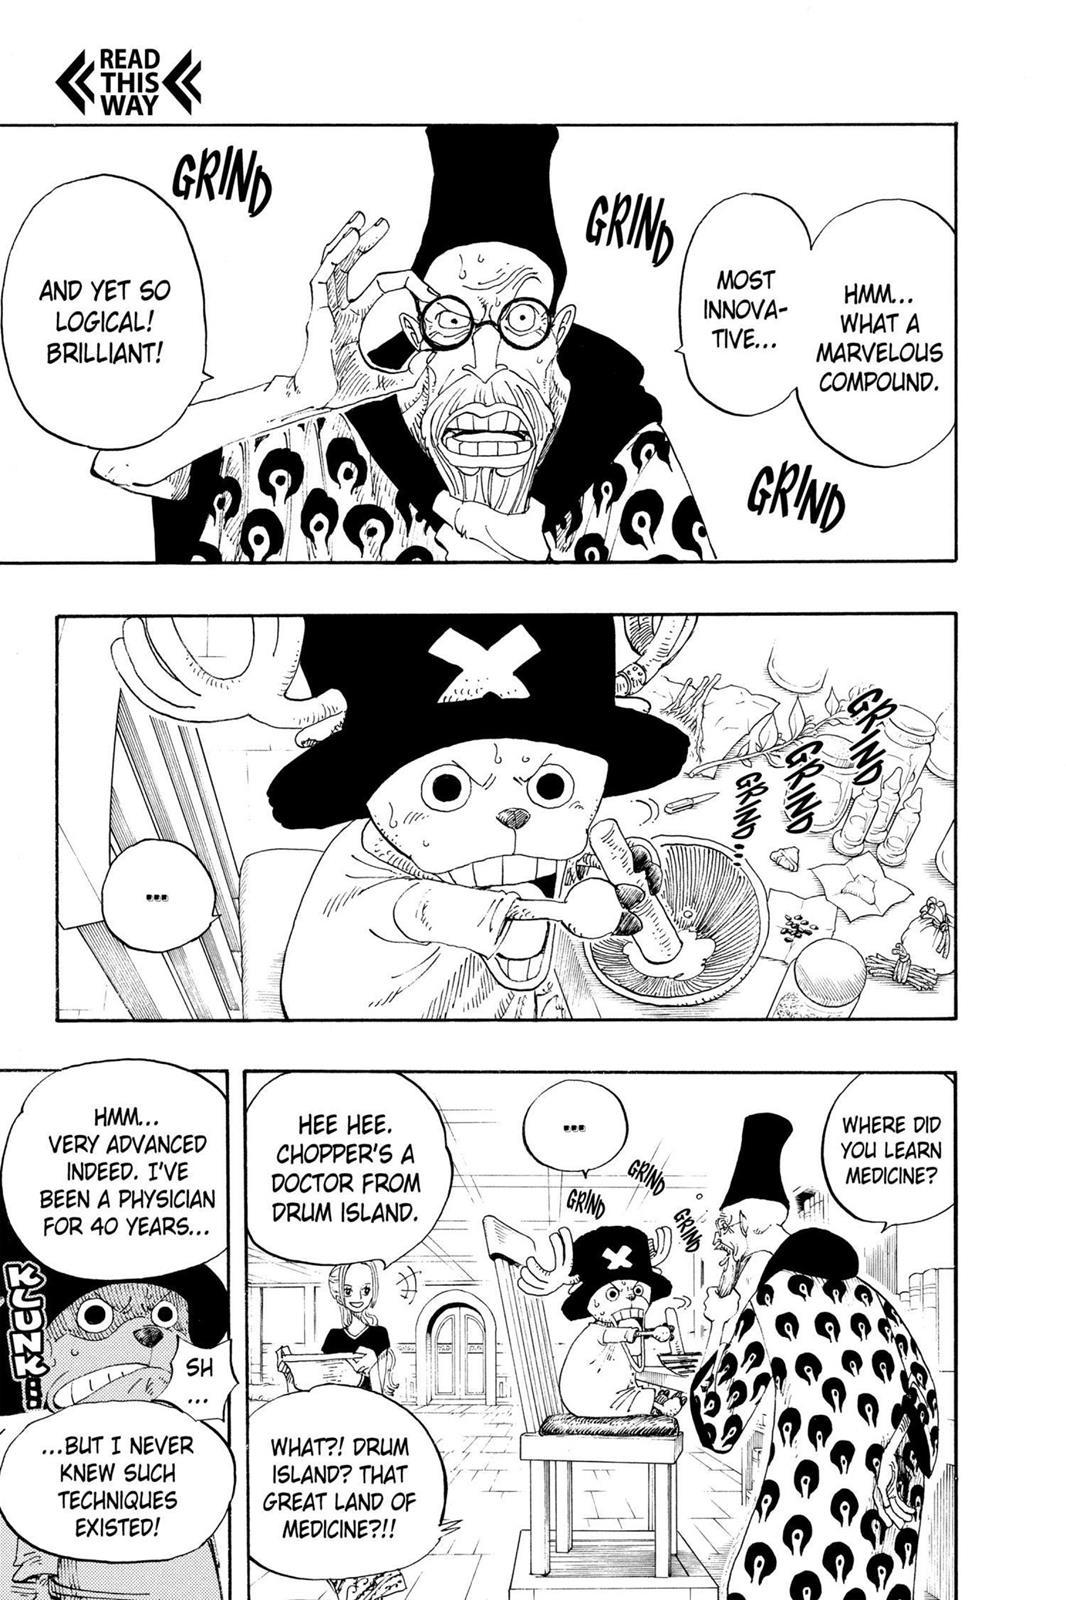 READ
THIS
WAY
HMM...
WHAT A
MARVELOUS
COMPOUND.
MOST
INNOVA-
TIVE...
GRIND
GRIND
GRIND
AND YET SO
LOGICAL!
BRILLIANT!
GRIND
GRIND
GRIND...
...
WHERE DID
YOU LEARN
MEDICINE?
...
GRIND
GRIND
GRIND
HEE HEE.
CHOPPER'S A
DOCTOR FROM
DRUM ISLAND.
WHAT?! DRUM
ISLAND? THAT
GREAT LAND OF
MEDICINE?!!
HMM...
VERY ADVANCED
INDEED. I'VE
BEEN A PHYSICIAN
FOR 40 YEARS...
KLUNK...
SH
...
...BUT I NEVER
KNEW SUCH
TECHNIQUES
EXISTED!